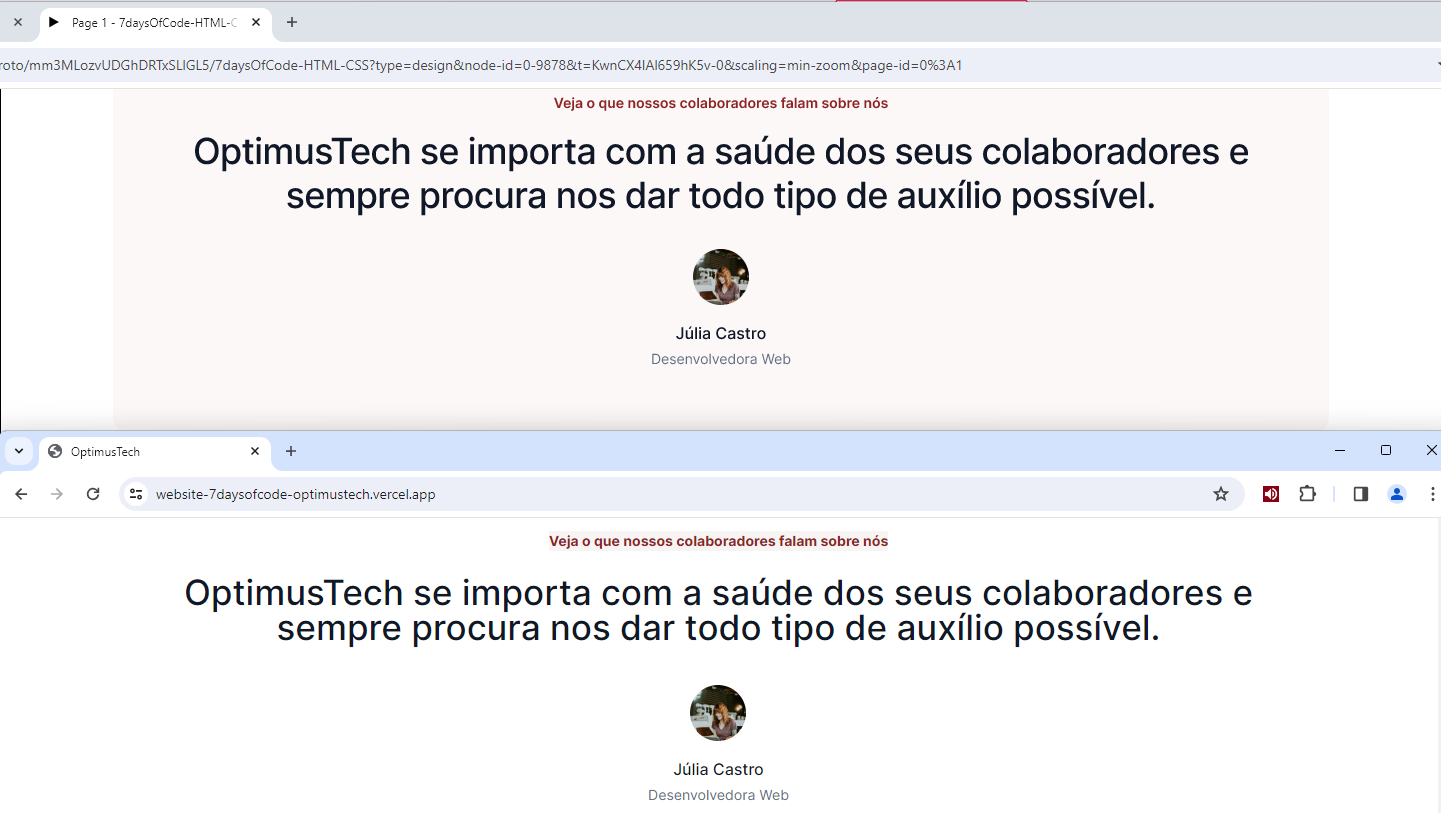 Page 1 - 7daysOfCode-HTML-C
roto/mm3MLozvUDGhDRTxSLlGL5/7daysOfCode-HTML-CSS?type=design&node-id=0-9878&t=KwnCX4IAl659hK5v-0&scaling=min-zoom&page-id=0%3A1
Veja o que nossos colaboradores falam sobre nós
OptimusTech se importa com a saúde dos seus colaboradores e
sempre procura nos dar todo tipo de auxílio possível.
Júlia Castro
Desenvolvedora Web
OptimusTech
website-7daysofcode-optimustech.vercel.app
Veja o que nossos colaboradores falam sobre nós
OptimusTech se importa com a saúde dos seus colaboradores e
sempre procura nos dar todo tipo de auxílio possível.
Júlia Castro
Desenvolvedora Web